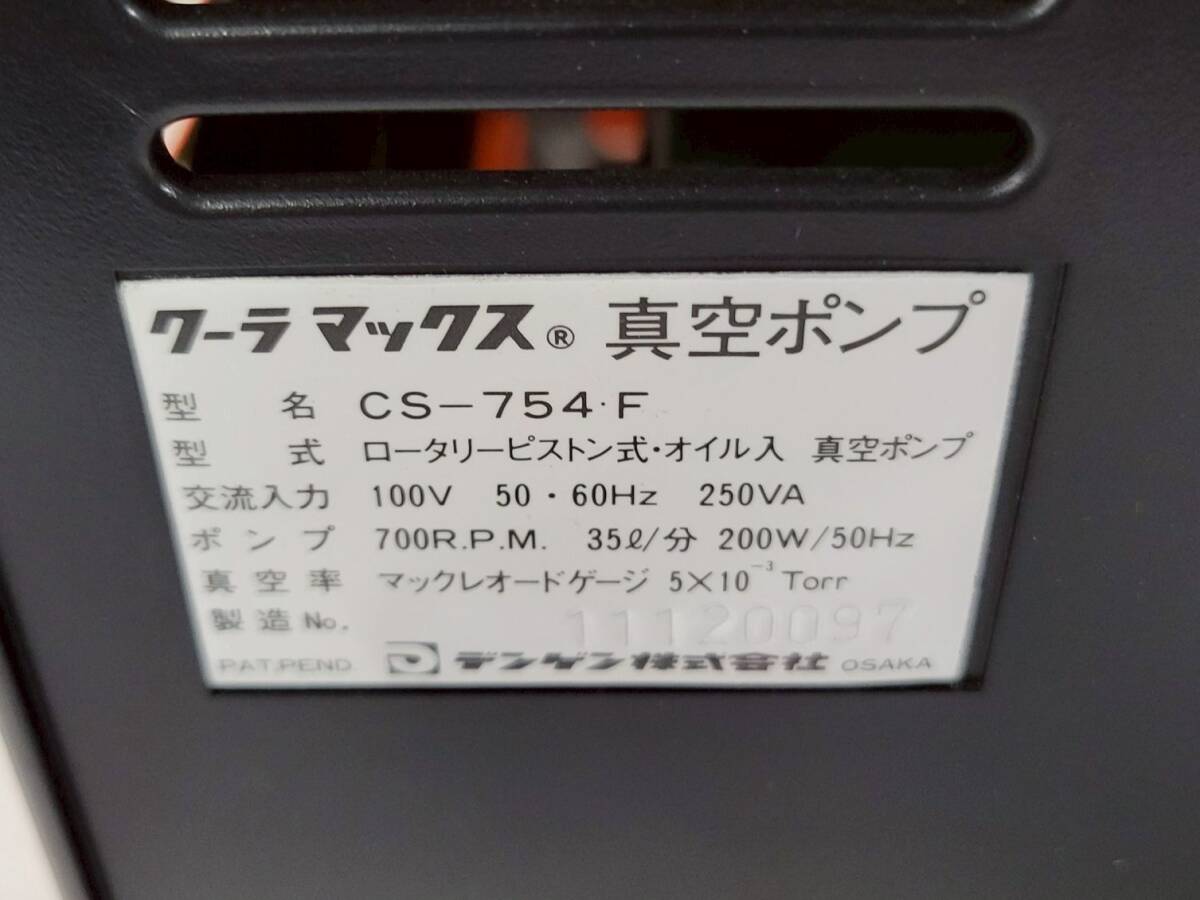 クーラマックス® 真空ポンプ
型 名 CS-754·F
型 式 ロータリーピストン式・オイル入 真空ポンプ
交流入力 100V 50・60Hz 250VA
ポンプ 700R.P.M. 35ℓ/分 200W/50Hz
真空率 マックレオードゲージ 5×10⁻³ Torr
製造No. 11120097
PAT.PEND デンゲン株式会社 OSAKA